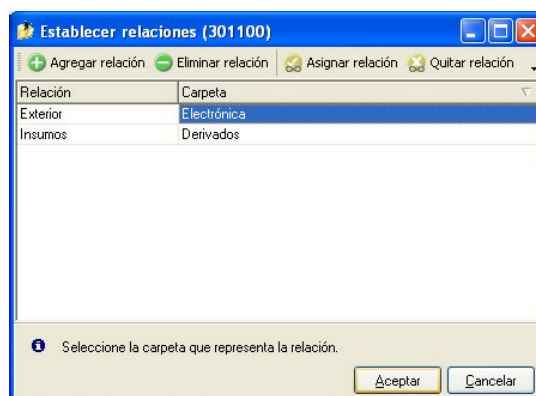 Establecer relaciones (301100)
Agregar relación Eliminar relación Asignar relación Quitar relación
Relación Carpeta
Exterior Electrónica
Insumos Derivados
Seleccione la carpeta que representa la relación.
Aceptar Cancelar